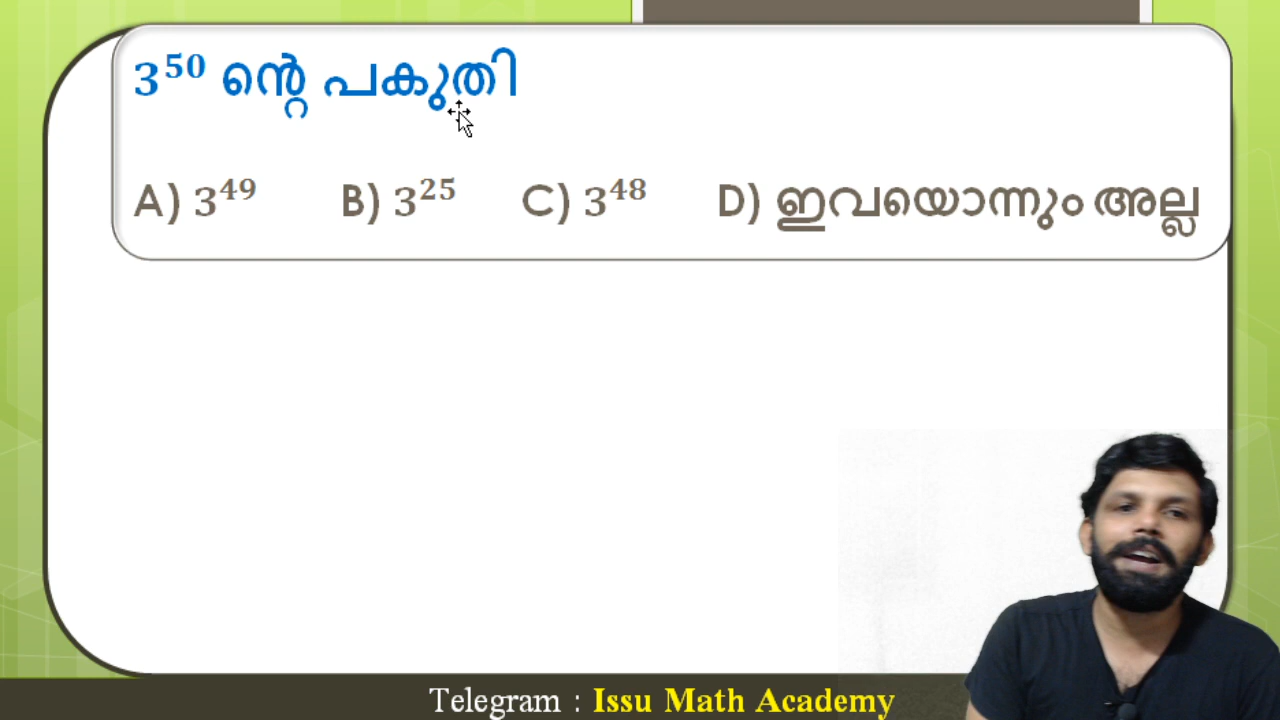 3⁵⁰ ന്റെ പകുതി
A) 3⁴⁹ B) 3²⁵ C) 3⁴⁸ D) ഇവയൊന്നും അല്ല
Telegram : Issu Math Academy